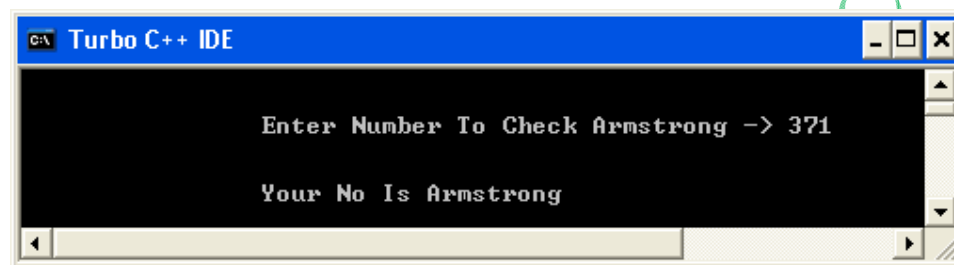 Turbo C++ IDE
Enter Number To Check Armstrong -> 371
Your No Is Armstrong